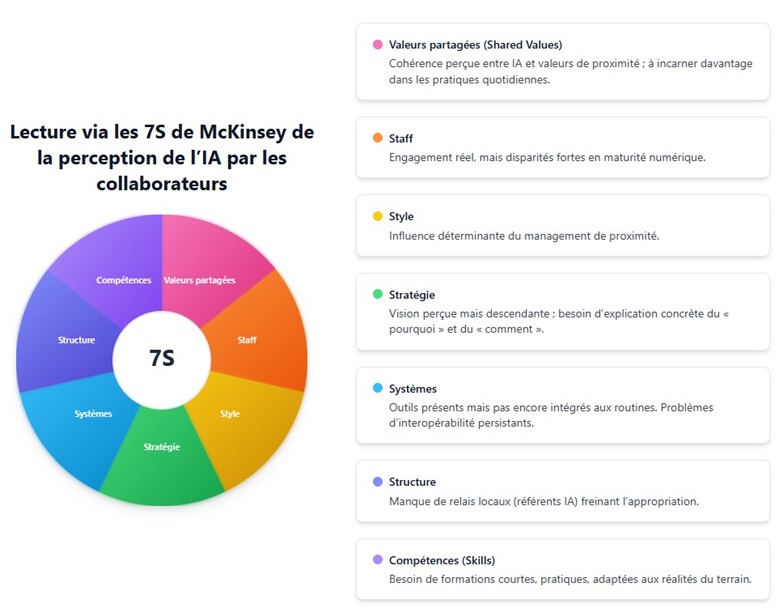 Lecture via les 7S de McKinsey de
la perception de l’IA par les
collaborateurs
Compétences
Valeurs partagées
Structure
Staff
7S
Systèmes
Style
Stratégie
Valeurs partagées (Shared Values)
Cohérence perçue entre IA et valeurs de proximité ; à incarner davantage
dans les pratiques quotidiennes.
Staff
Engagement réel, mais disparités fortes en maturité numérique.
Style
Influence déterminante du management de proximité.
Stratégie
Vision perçue mais descendante ; besoin d’explication concrète du «
pourquoi » et du « comment ».
Systèmes
Outils présents mais pas encore intégrés aux routines. Problèmes
d’interopérabilité persistants.
Structure
Manque de relais locaux (référents IA) freinant l’appropriation.
Compétences (Skills)
Besoin de formations courtes, pratiques, adaptées aux réalités du terrain.